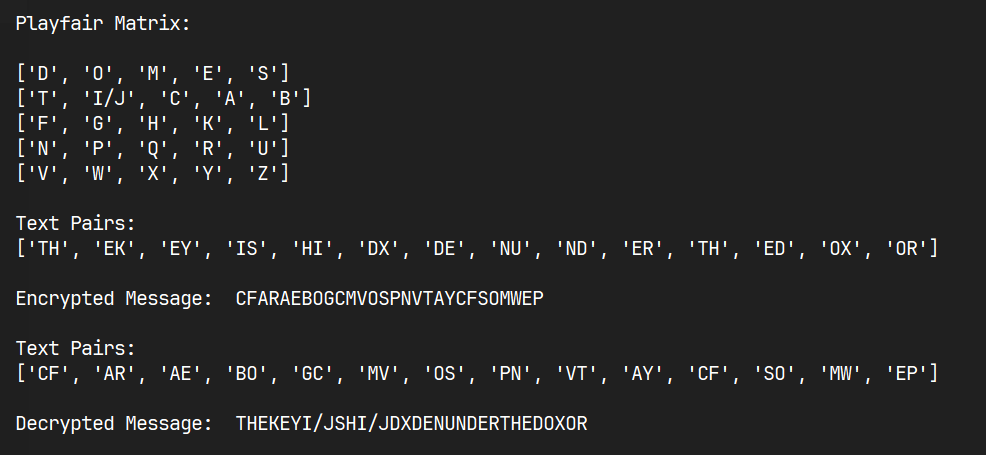 Playfair Matrix:
['D', 'O', 'M', 'E', 'S']
['T', 'I/J', 'C', 'A', 'B']
['F', 'G', 'H', 'K', 'L']
['N', 'P', 'Q', 'R', 'U']
['V', 'W', 'X', 'Y', 'Z']
Text Pairs:
['TH', 'EK', 'EY', 'IS', 'HI', 'DX', 'DE', 'NU', 'ND', 'ER', 'TH', 'ED', 'OX', 'OR']
Encrypted Message:  CFARAEBOGCMVOSPNVTAYCFSOMWEP
Text Pairs:
['CF', 'AR', 'AE', 'BO', 'GC', 'MV', 'OS', 'PN', 'VT', 'AY', 'CF', 'SO', 'MW', 'EP']
Decrypted Message:  THEKEYI/JSHI/JDXDENUNDERTHEDOXOR